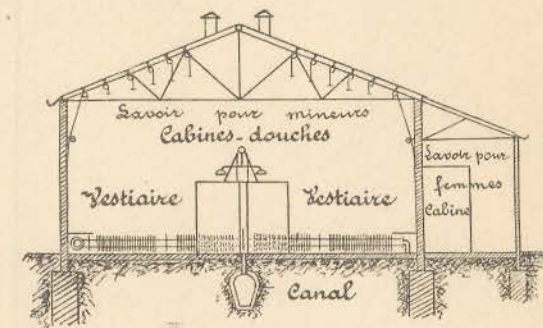 Lavoir pour mineurs
Cabines-douches
Vestiaire
Vestiaire
Lavoir pour
femmes
Cabine
Canal